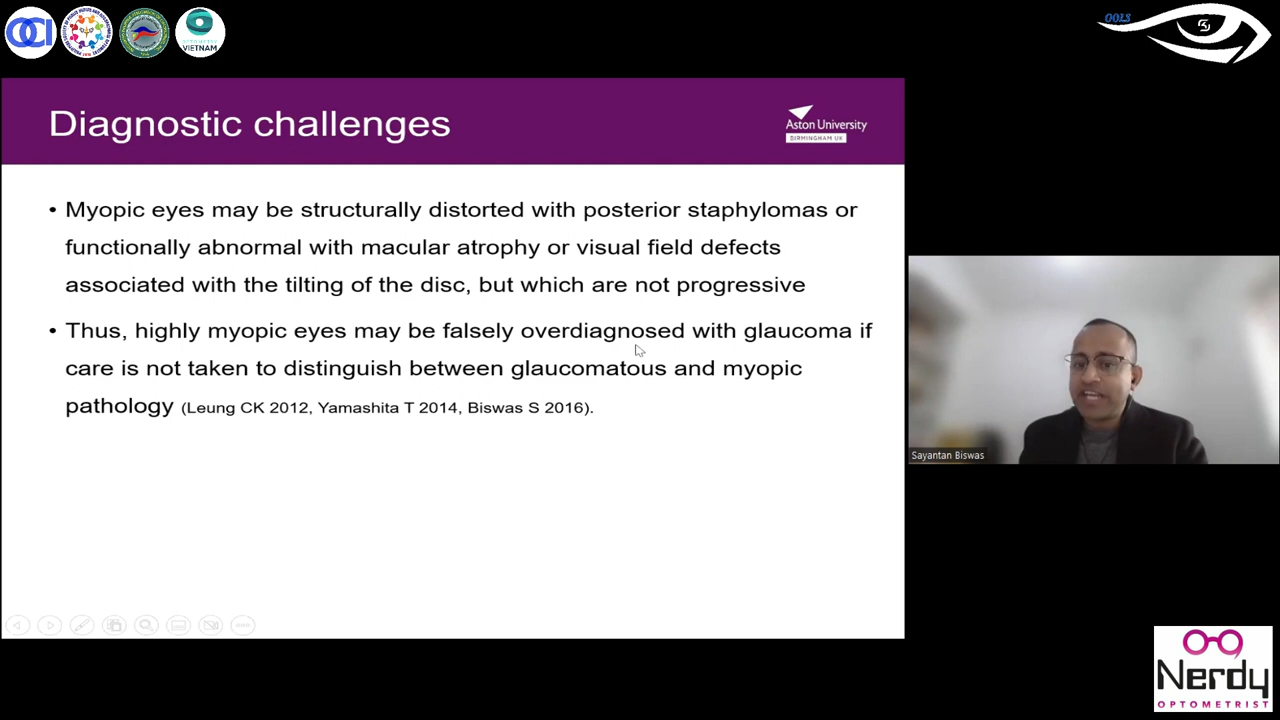 OCI
VIETNAM
OOLS
Diagnostic challenges
Aston University
BIRMINGHAM UK
• Myopic eyes may be structurally distorted with posterior staphylomas or
functionally abnormal with macular atrophy or visual field defects
associated with the tilting of the disc, but which are not progressive
• Thus, highly myopic eyes may be falsely overdiagnosed with glaucoma if
care is not taken to distinguish between glaucomatous and myopic
pathology (Leung CK 2012, Yamashita T 2014, Biswas S 2016).
Sayantan Biswas
Nerdy
OPTOMETRIST